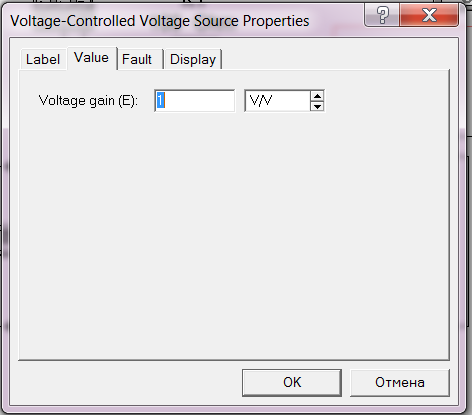 Voltage-Controlled Voltage Source Properties
Label Value Fault Display
Voltage gain (E): 1 V/V
OK Отмена